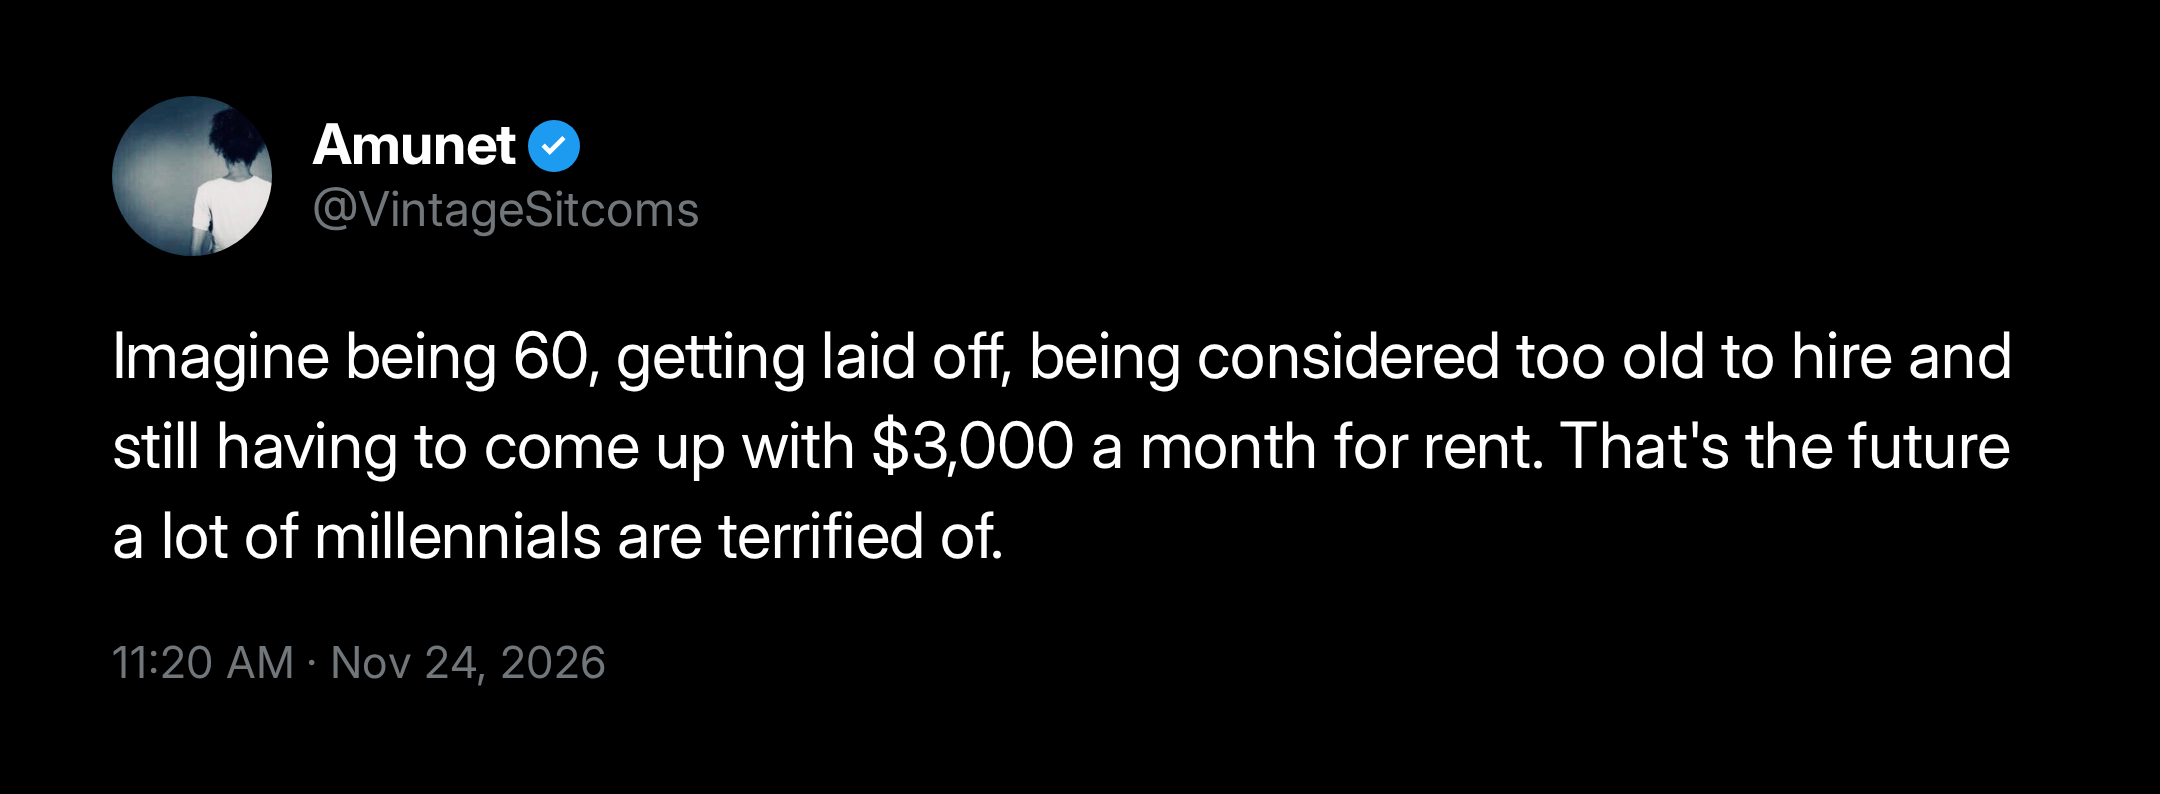 Amunet
@VintageSitcoms
Imagine being 60, getting laid off, being considered too old to hire and
still having to come up with $3,000 a month for rent. That's the future
a lot of millennials are terrified of.
11:20 AM · Nov 24, 2026